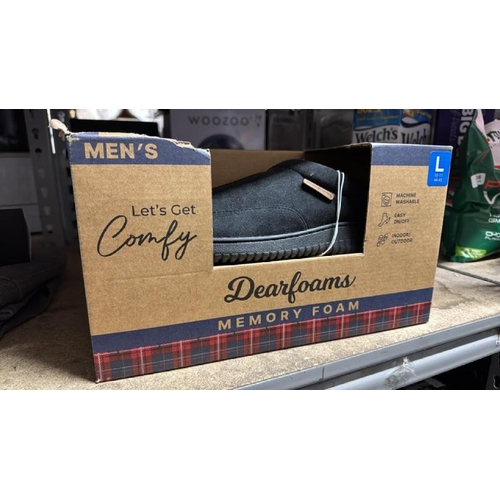 WOOZOO
Welch's
MEN'S
L
Let's Get
Comfy
MACHINE
WASHABLE
EASY
ON/OFF
INDOOR/
OUTDOOR
Dearfoams
MEMORY FOAM